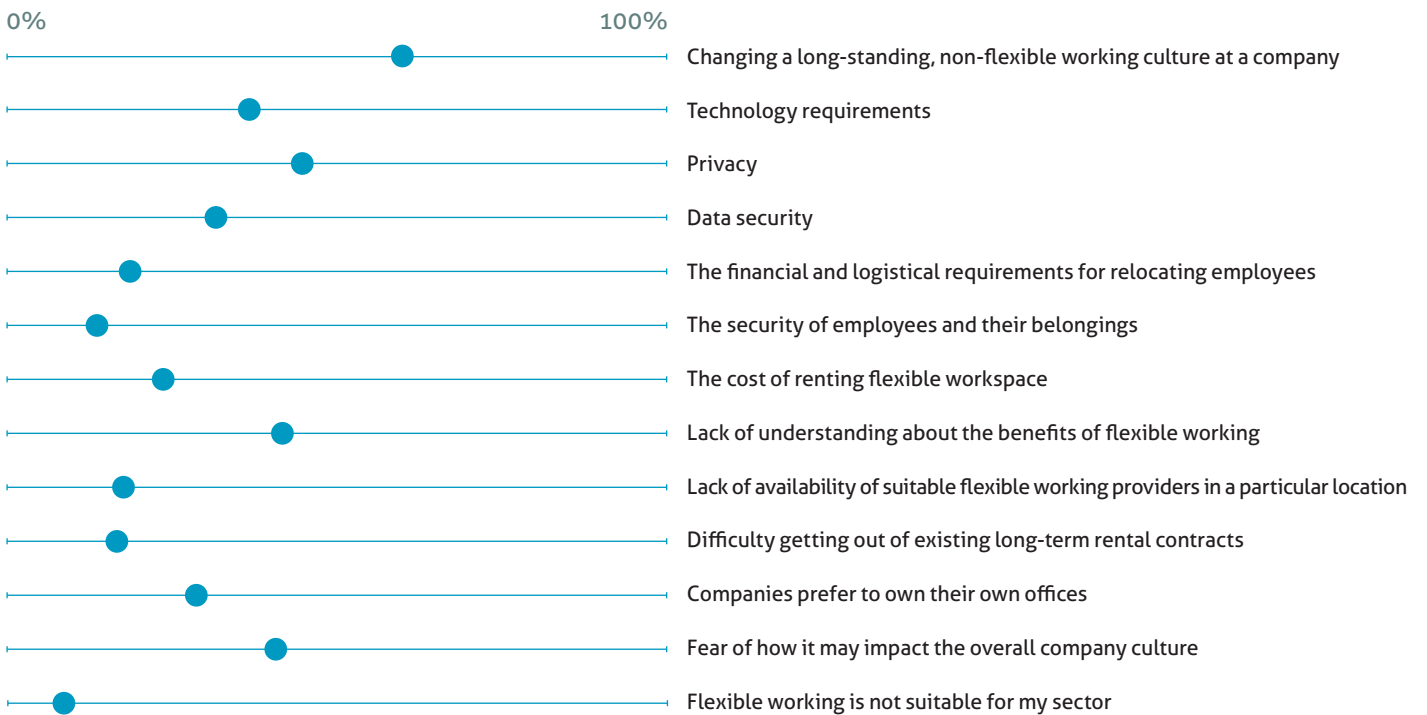 0% 100%
Changing a long-standing, non-flexible working culture at a company
Technology requirements
Privacy
Data security
The financial and logistical requirements for relocating employees
The security of employees and their belongings
The cost of renting flexible workspace
Lack of understanding about the benefits of flexible working
Lack of availability of suitable flexible working providers in a particular location
Difficulty getting out of existing long-term rental contracts
Companies prefer to own their own offices
Fear of how it may impact the overall company culture
Flexible working is not suitable for my sector